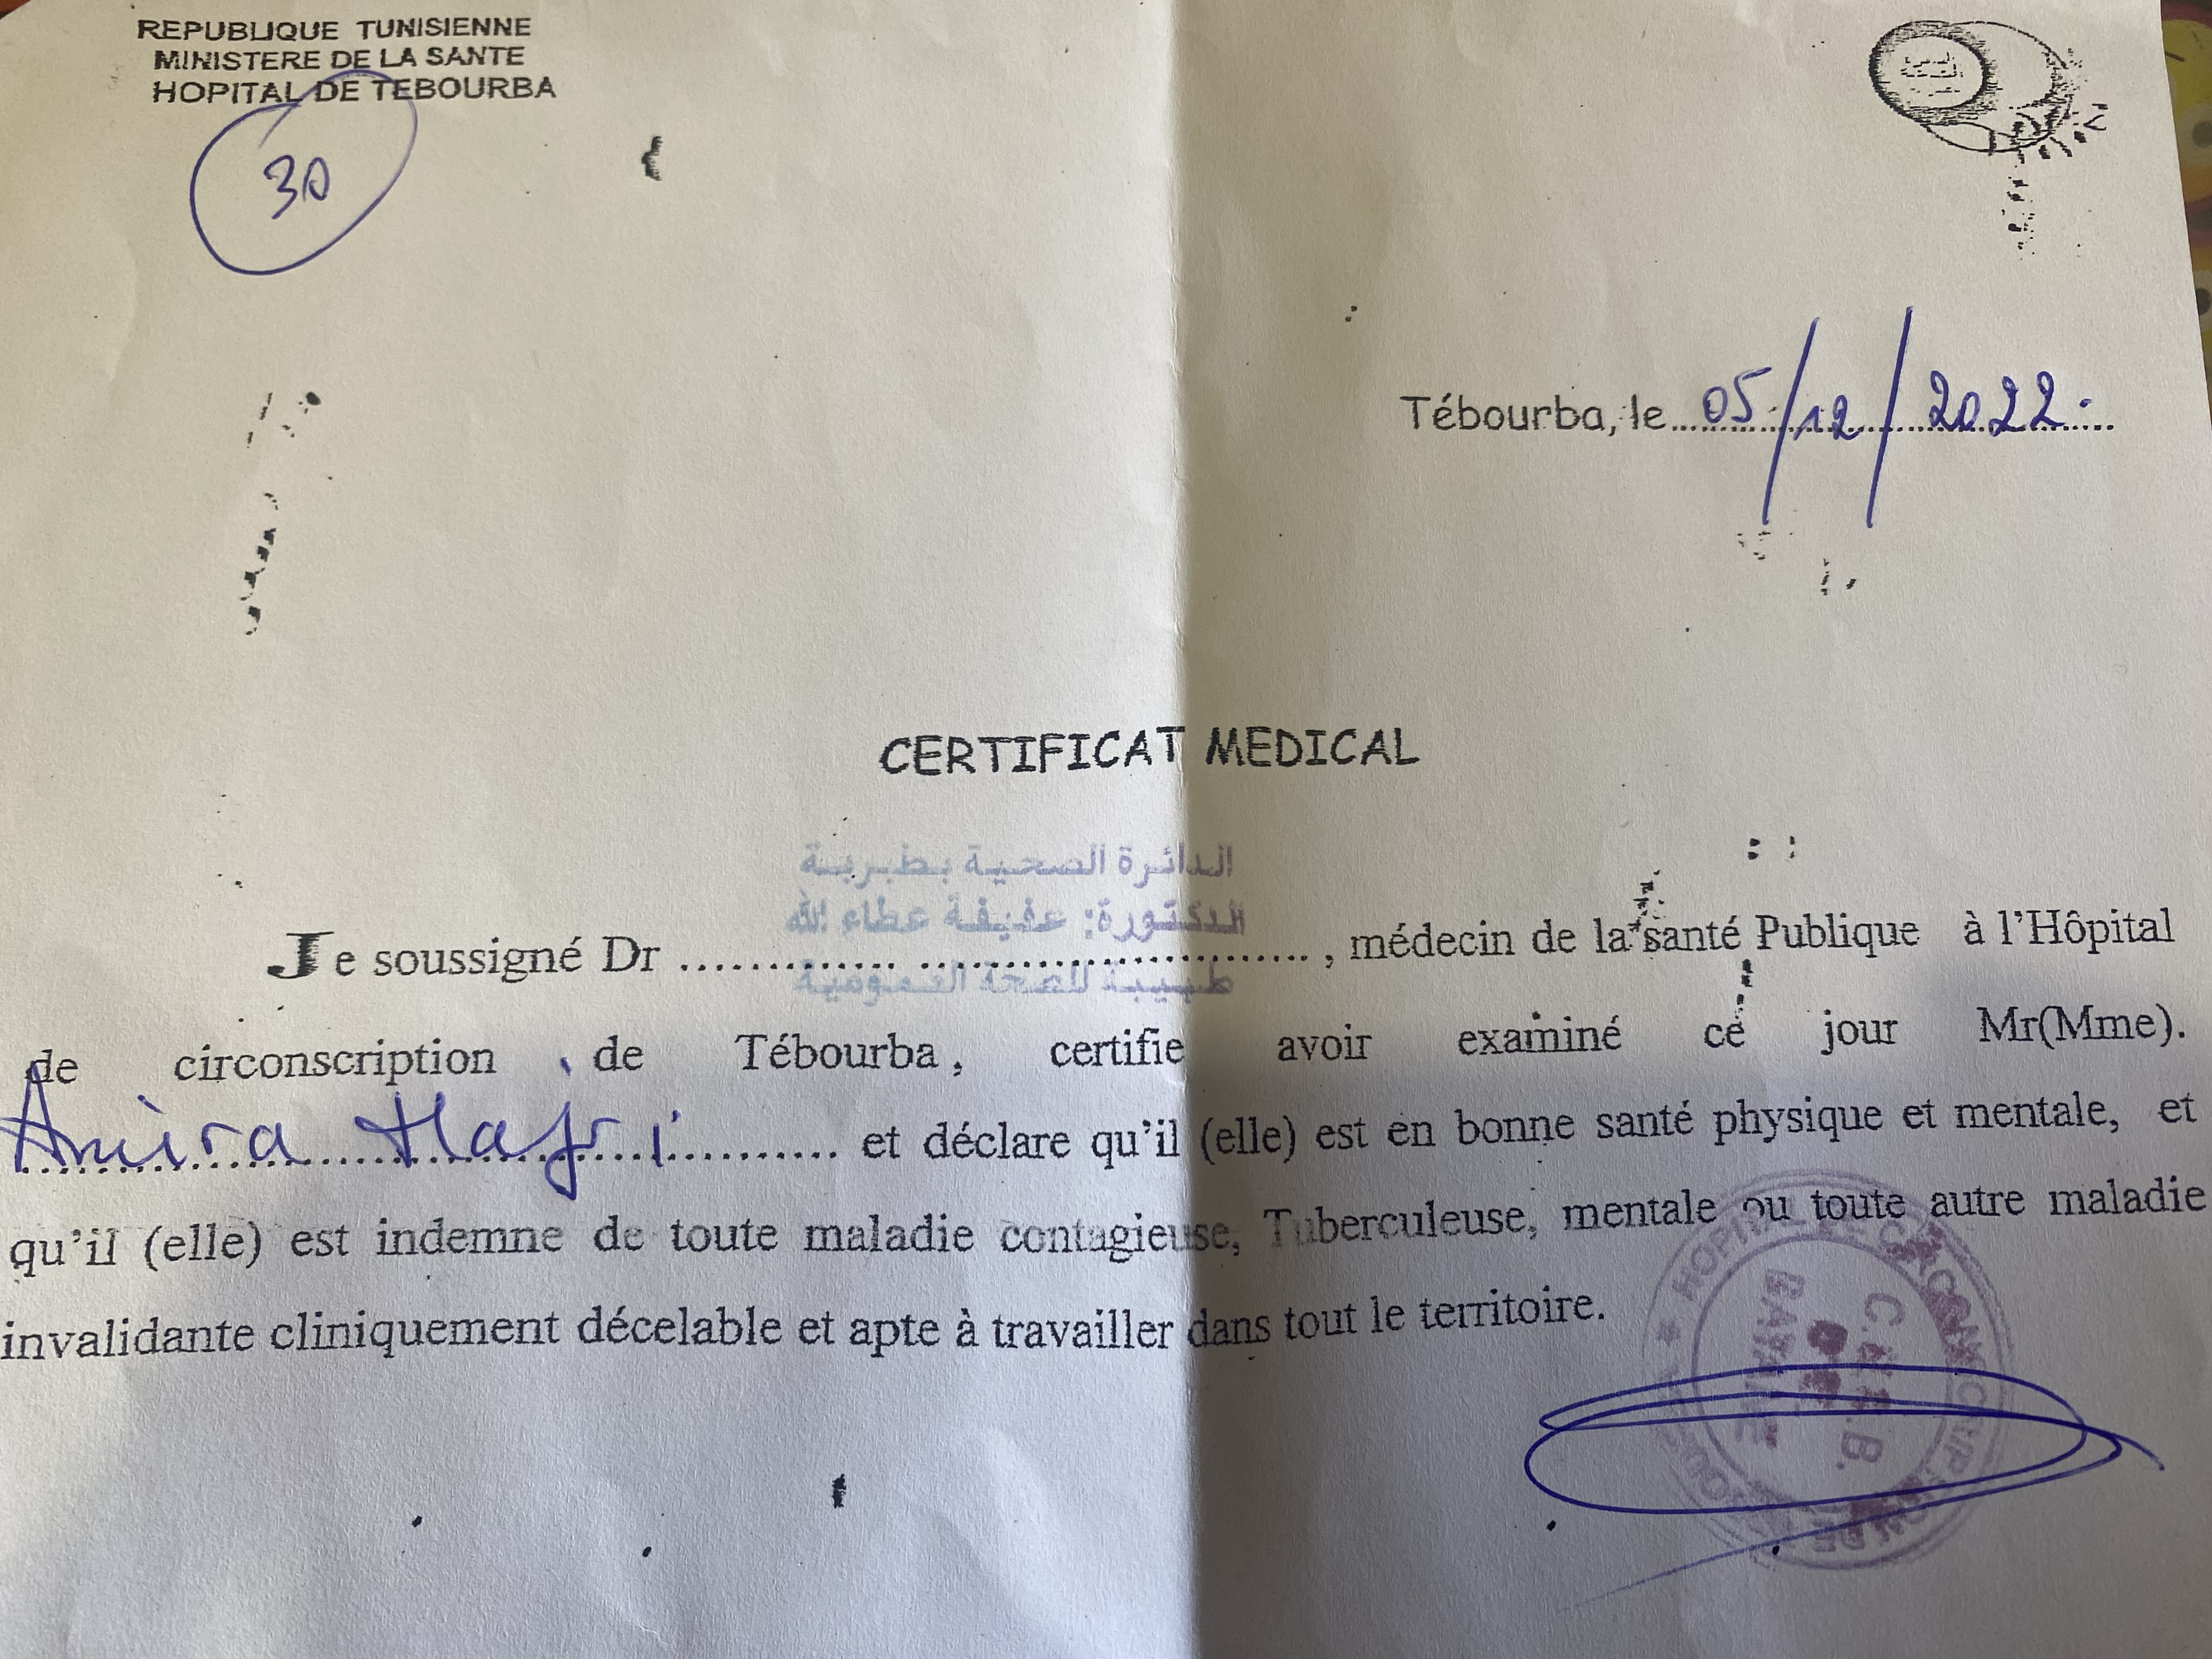 REPUBLIQUE TUNISIENNE
MINISTERE DE LA SANTE
HOPITAL DE TEBOURBA
30
Tébourba, le 05/12/2022.
CERTIFICAT MEDICAL
الدائرة الصحية بطبربة
الدكتورة: عفيفة عطاء الله
طبيبة للصحة العمومية
Je soussigné Dr .............. ..............................., médecin de la santé Publique à l'Hôpital
de circonscription de Tébourba, certifie avoir examiné ce jour Mr(Mme).
Amira Hajri ........... et déclare qu'il (elle) est en bonne santé physique et mentale, et
qu'il (elle) est indemne de toute maladie contagieuse, Tuberculeuse, mentale ou toute autre maladie
invalidante cliniquement décelable et apte à travailler dans tout le territoire.
HOPITAL DE CIRCONSCRIPTION